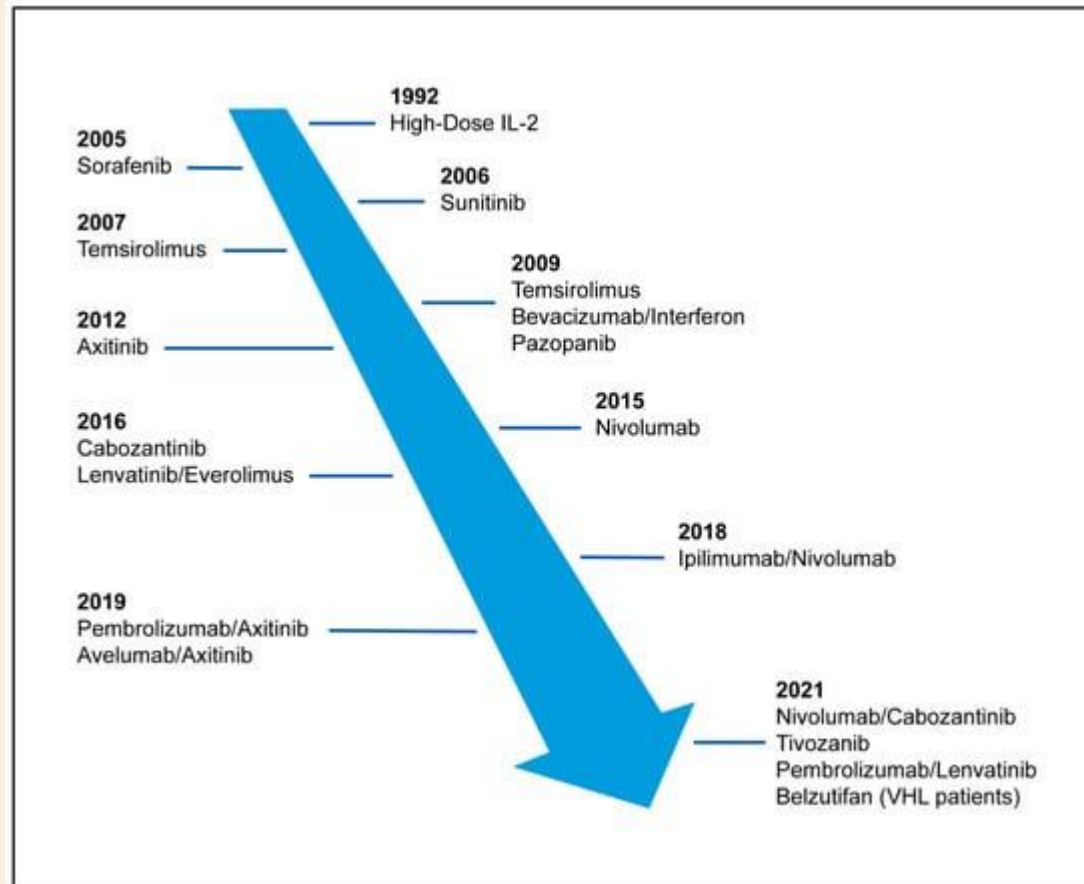 1992
High-Dose IL-2
2005
Sorafenib
2006
Sunitinib
2007
Temsirolimus
2009
Temsirolimus
Bevacizumab/Interferon
Pazopanib
2012
Axitinib
2015
Nivolumab
2016
Cabozantinib
Lenvatinib/Everolimus
2018
Ipilimumab/Nivolumab
2019
Pembrolizumab/Axitinib
Avelumab/Axitinib
2021
Nivolumab/Cabozantinib
Tivozanib
Pembrolizumab/Lenvatinib
Belzutifan (VHL patients)